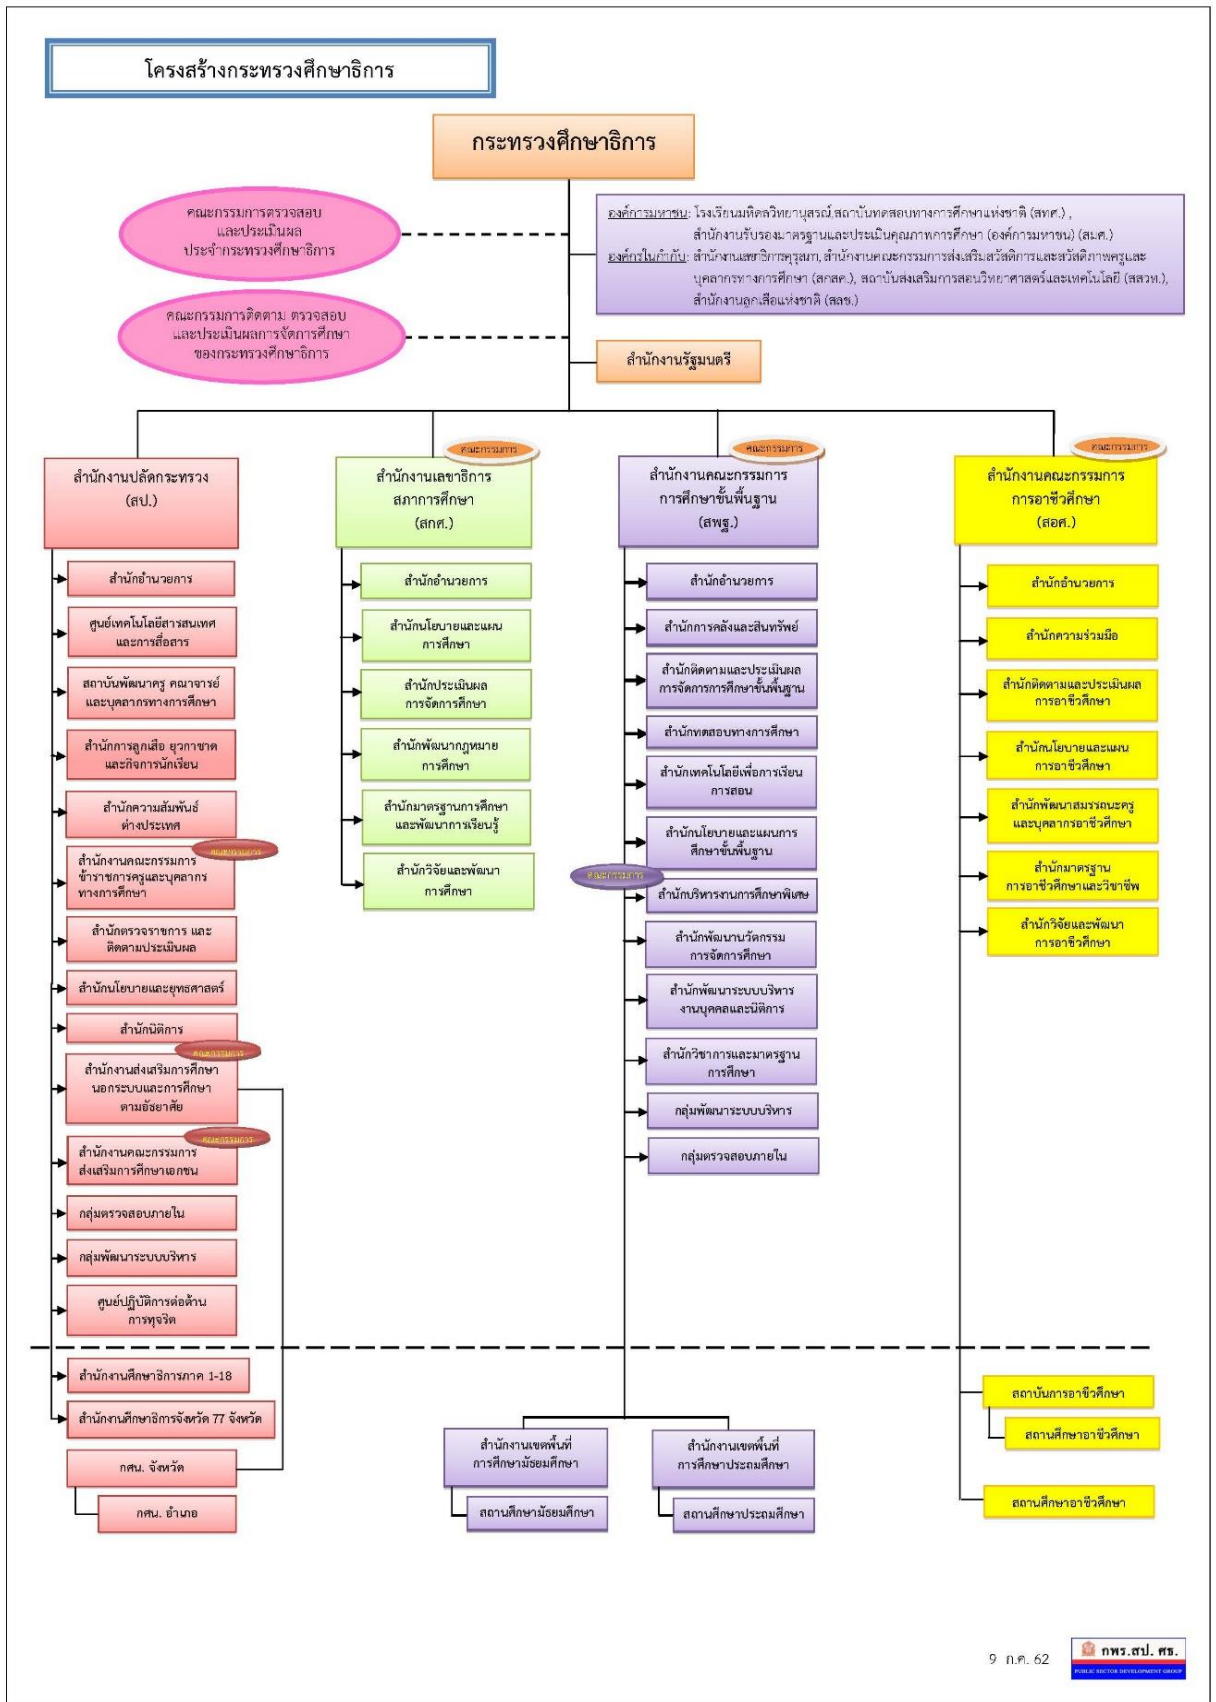 โครงสร้างกระทรวงศึกษาธิการ
กระทรวงศึกษาธิการ
คณะกรรมการตรวจสอบ
และประเมินผล
ประจำกระทรวงศึกษาธิการ
องค์การมหาชน: โรงเรียนมหิดลวิทยานุสรณ์,สถาบันทดสอบทางการศึกษาแห่งชาติ (สทศ.) ,
สำนักงานรับรองมาตรฐานและประเมินคุณภาพการศึกษา (องค์การมหาชน) (สมศ.)
องค์กรในกำกับ: สำนักงานเลขาธิการคุรุสภา, สำนักงานคณะกรรมการส่งเสริมสวัสดิการและสวัสดิภาพครูและ
บุคลากรทางการศึกษา (สกสค.), สถาบันส่งเสริมการสอนวิทยาศาสตร์และเทคโนโลยี (สสวท.),
สำนักงานลูกเสือแห่งชาติ (สลช.)
คณะกรรมการติดตาม ตรวจสอบ
และประเมินผลการจัดการศึกษา
ของกระทรวงศึกษาธิการ
สำนักงานรัฐมนตรี
สำนักงานปลัดกระทรวง
(สป.)
สำนักอำนวยการ
ศูนย์เทคโนโลยีสารสนเทศ
และการสื่อสาร
สถาบันพัฒนาครู คณาจารย์
และบุคลากรทางการศึกษา
สำนักการลูกเสือ ยุวกาชาด
และกิจการนักเรียน
สำนักความสัมพันธ์
ต่างประเทศ
คณะกรรมการ
สำนักงานคณะกรรมการ
ข้าราชการครูและบุคลากร
ทางการศึกษา
สำนักตรวจราชการ และ
ติดตามประเมินผล
สำนักนโยบายและยุทธศาสตร์
สำนักนิติการ
คณะกรรมการ
สำนักงานส่งเสริมการศึกษา
นอกระบบและการศึกษา
ตามอัธยาศัย
คณะกรรมการ
สำนักงานคณะกรรมการ
ส่งเสริมการศึกษาเอกชน
กลุ่มตรวจสอบภายใน
กลุ่มพัฒนาระบบบริหาร
ศูนย์ปฏิบัติการต่อต้าน
การทุจริต
สำนักงานศึกษาธิการภาค 1-18
สำนักงานศึกษาธิการจังหวัด 77 จังหวัด
กศน. จังหวัด
กศน. อำเภอ
คณะกรรมการ
สำนักงานเลขาธิการ
สภาการศึกษา
(สกศ.)
สำนักอำนวยการ
สำนักนโยบายและแผน
การศึกษา
สำนักประเมินผล
การจัดการศึกษา
สำนักพัฒนากฎหมาย
การศึกษา
สำนักมาตรฐานการศึกษา
และพัฒนาการเรียนรู้
สำนักวิจัยและพัฒนา
การศึกษา
คณะกรรมการ
สำนักงานคณะกรรมการ
การศึกษาขั้นพื้นฐาน
(สพฐ.)
สำนักอำนวยการ
สำนักการคลังและสินทรัพย์
สำนักติดตามและประเมินผล
การจัดการการศึกษาขั้นพื้นฐาน
สำนักทดสอบทางการศึกษา
สำนักเทคโนโลยีเพื่อการเรียน
การสอน
สำนักนโยบายและแผนการ
ศึกษาขั้นพื้นฐาน
คณะกรรมการ
สำนักบริหารงานการศึกษาพิเศษ
สำนักพัฒนานวัตกรรม
การจัดการศึกษา
สำนักพัฒนาระบบบริหาร
งานบุคคลและนิติการ
สำนักวิชาการและมาตรฐาน
การศึกษา
กลุ่มพัฒนาระบบบริหาร
กลุ่มตรวจสอบภายใน
สำนักงานเขตพื้นที่
การศึกษามัธยมศึกษา
สถานศึกษามัธยมศึกษา
สำนักงานเขตพื้นที่
การศึกษาประถมศึกษา
สถานศึกษาประถมศึกษา
คณะกรรมการ
สำนักงานคณะกรรมการ
การอาชีวศึกษา
(สอศ.)
สำนักอำนวยการ
สำนักความร่วมมือ
สำนักติดตามและประเมินผล
การอาชีวศึกษา
สำนักนโยบายและแผน
การอาชีวศึกษา
สำนักพัฒนาสมรรถนะครู
และบุคลากรอาชีวศึกษา
สำนักมาตรฐาน
การอาชีวศึกษาและวิชาชีพ
สำนักวิจัยและพัฒนา
การอาชีวศึกษา
สถาบันการอาชีวศึกษา
สถานศึกษาอาชีวศึกษา
สถานศึกษาอาชีวศึกษา
9 ก.ค. 62
กพร.สป. ศธ.
PUBLIC SECTOR DEVELOPMENT GROUP